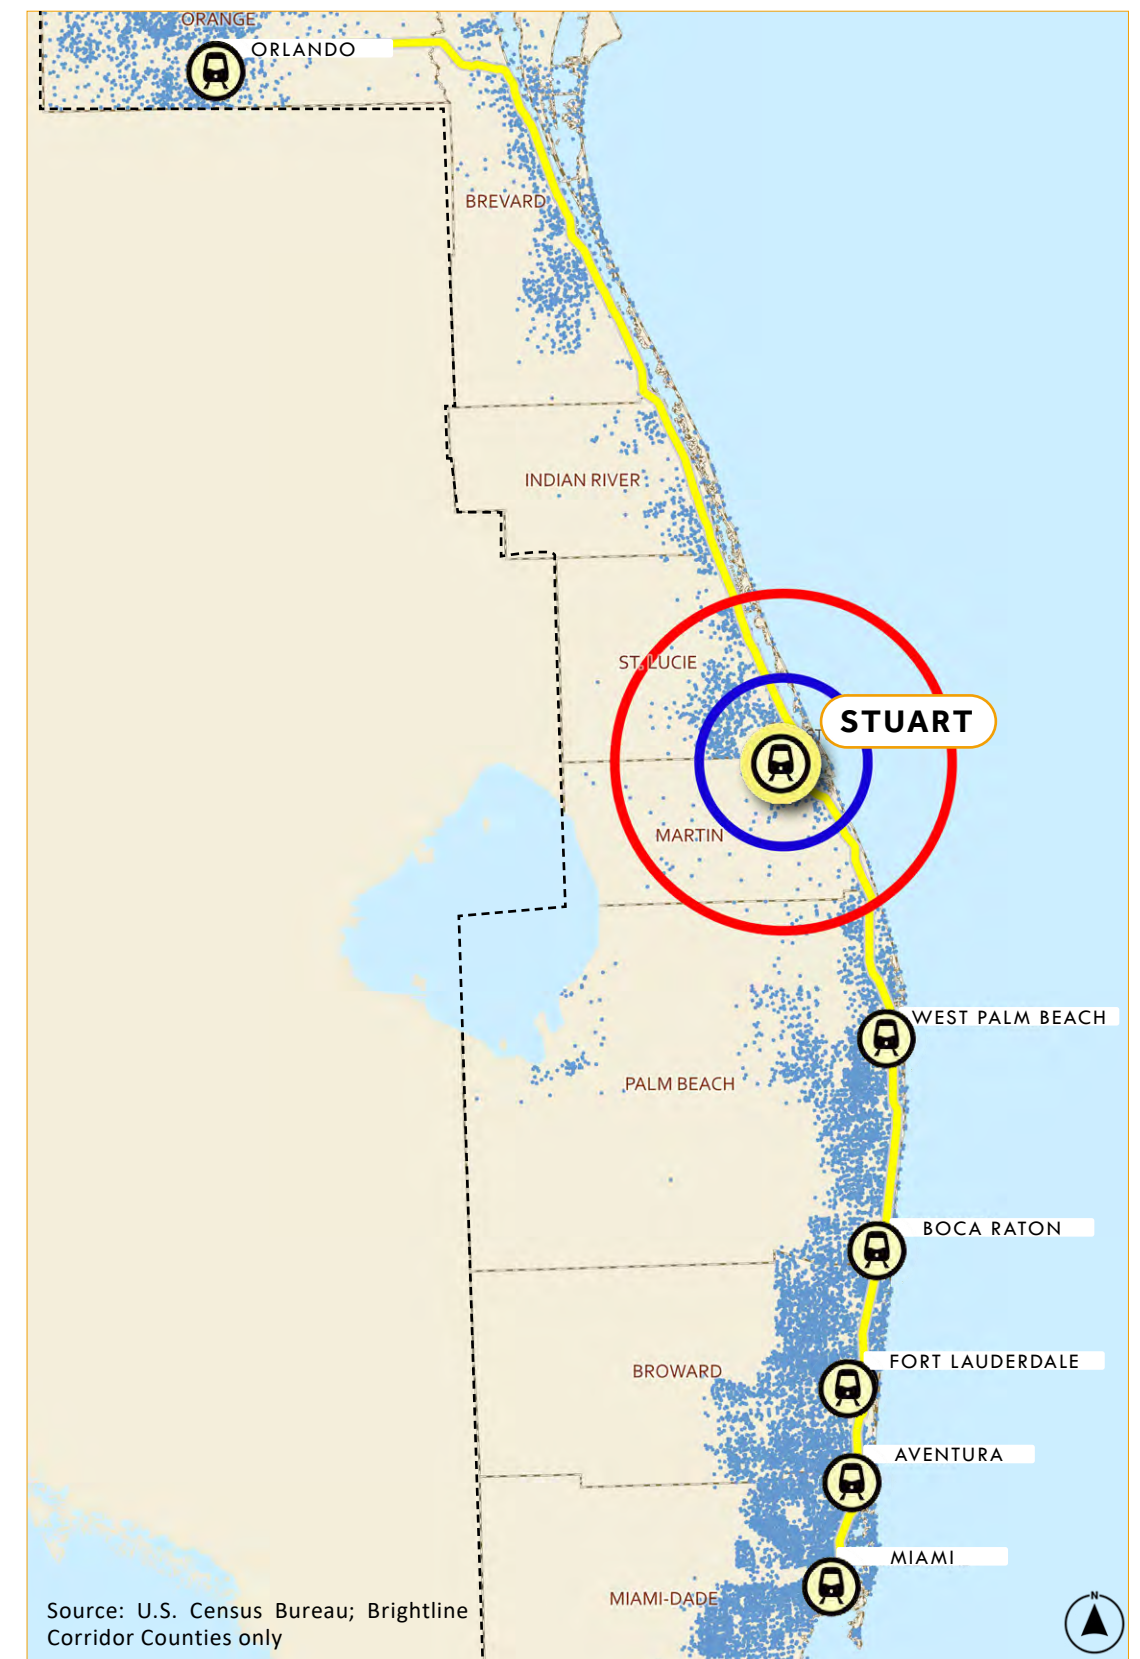 ORANGE
ORLANDO
BREVARD
INDIAN RIVER
ST. LUCIE
STUART
MARTIN
WEST PALM BEACH
PALM BEACH
BOCA RATON
FORT LAUDERDALE
BROWARD
AVENTURA
MIAMI
MIAMI-DADE
Source: U.S. Census Bureau; Brightline
Corridor Counties only
N